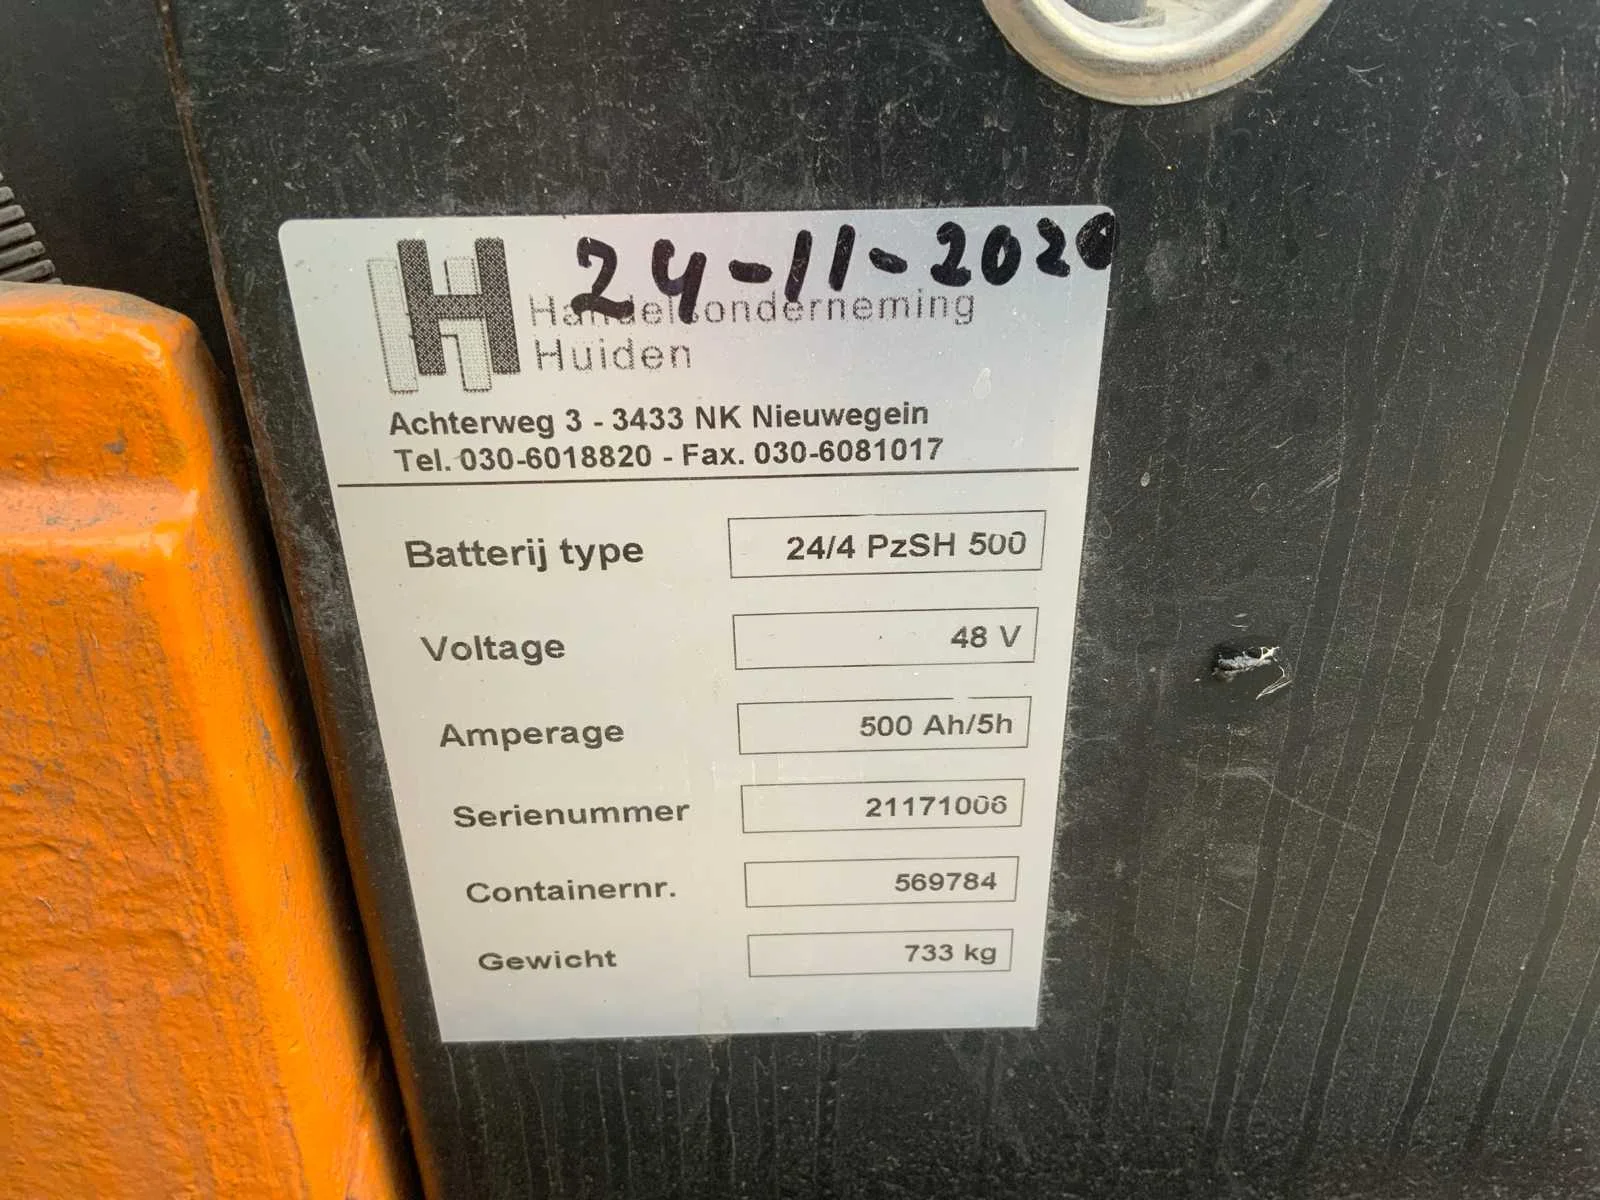 24-11-2020
HH
Handelsonderneming
Huiden
Achterweg 3 - 3433 NK Nieuwegein
Tel. 030-6018820 - Fax. 030-6081017
Batterij type 24/4 PzSH 500
Voltage 48 V
Amperage 500 Ah/5h
Serienummer 21171006
Containernr. 569784
Gewicht 733 kg